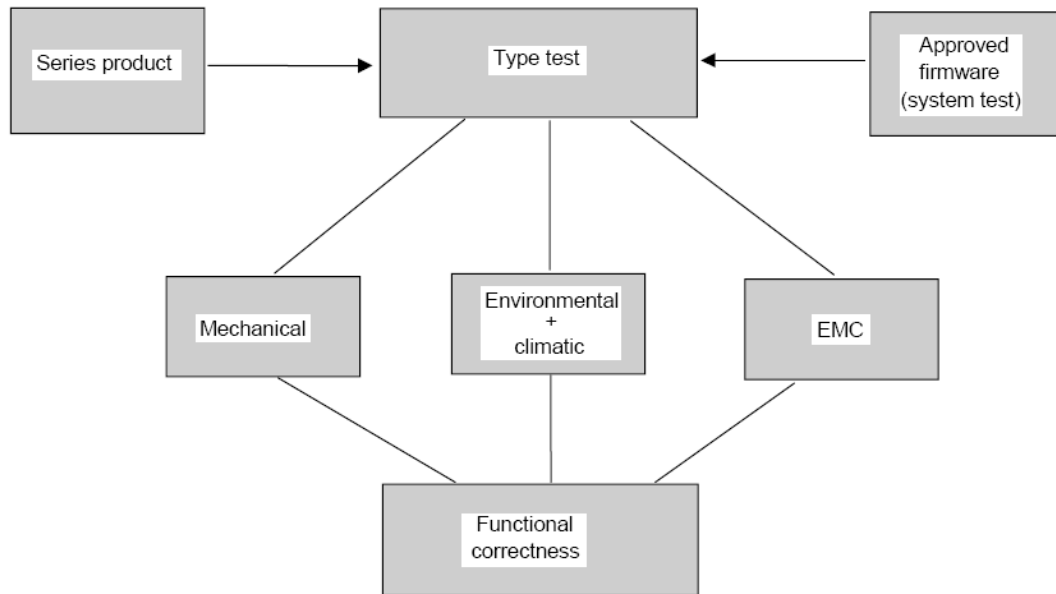 Series product
Type test
Approved
firmware
(system test)
Mechanical
Environmental
+
climatic
EMC
Functional
correctness